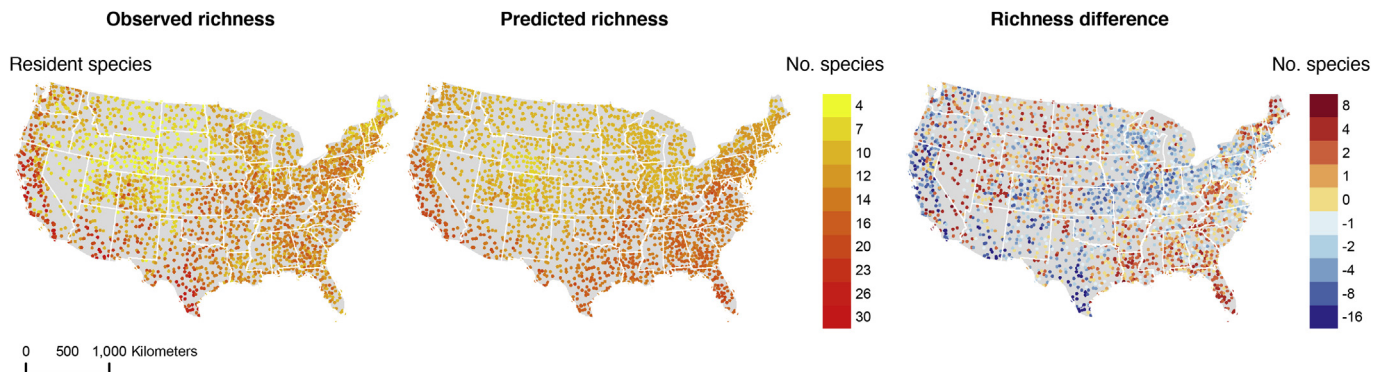 Observed richness
Predicted richness
Richness difference
Resident species
No. species
No. species
4
7
10
12
14
16
20
23
26
30
8
4
2
1
0
-1
-2
-4
-8
-16
0 500 1,000 Kilometers